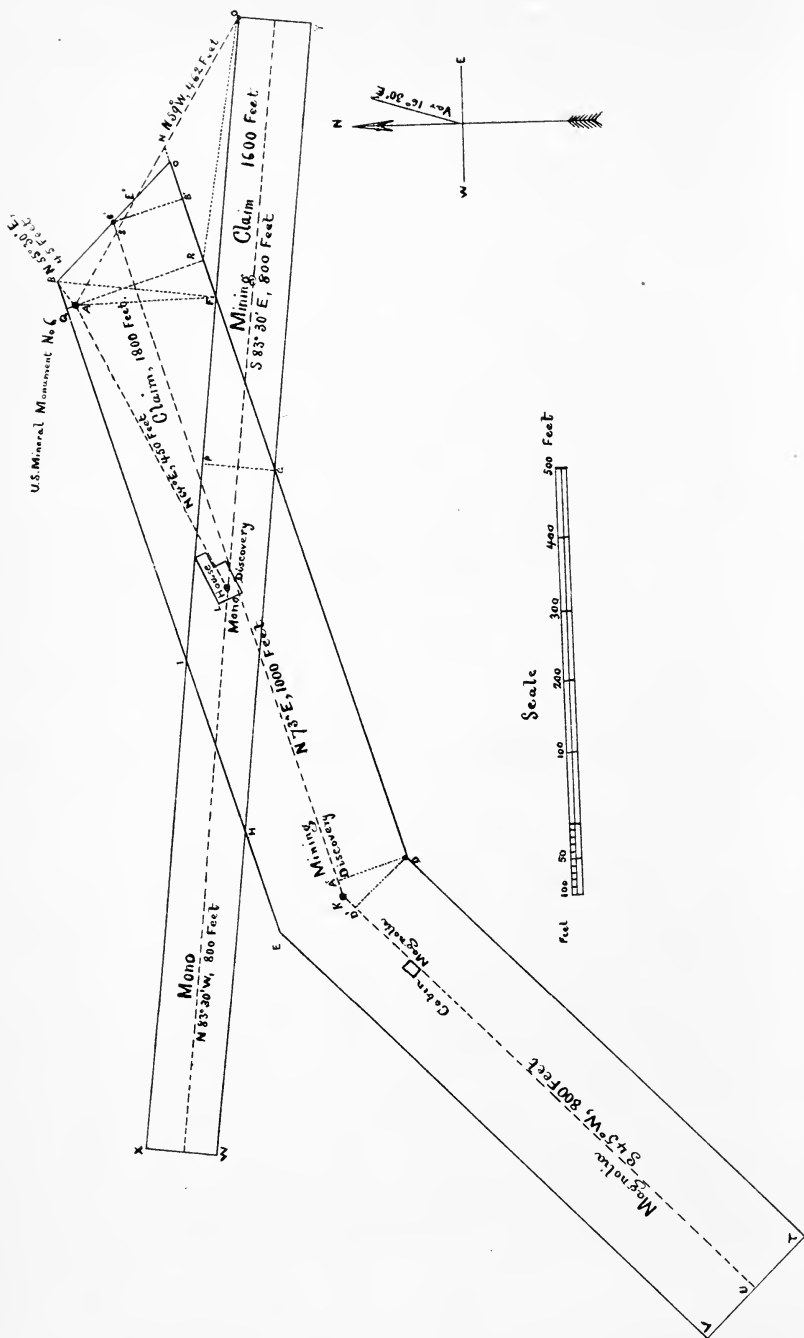 U.S. Mineral Monument No 6
N 55° 30' E,
45 Feet
N 59° W, 462 Feet
N 64° E, 450 Feet
Claim, 1800 Feet.
Mining Claim 1600 Feet
S 83° 30' E, 800 Feet
House
Mono Discovery
N 73° E, 1000 Feet
Mono
N 83° 30' W, 800 Feet
Mining
Discovery
Magnolia
Cabin
Magnolia
S 45° W, 800 Feet
N
Var 16° 30' E
W
E
Scale
Feet 100 50 100 200 300 400 500 Feet
B
Q
A
S
E'
N
O
Y
R
F
P
I
L
H
E
K
D'
X
W
L
U
T